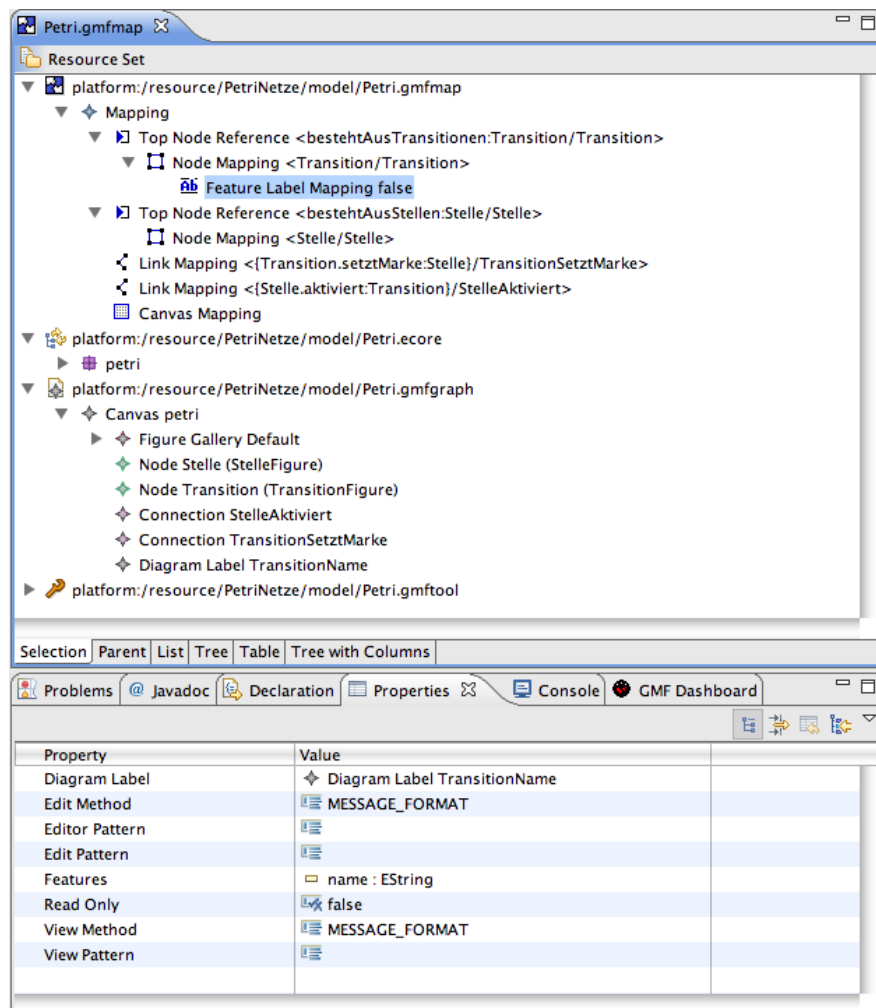 Petri.gmfmap
Resource Set
platform:/resource/PetriNetze/model/Petri.gmfmap
Mapping
Top Node Reference <bestehtAusTransitionen:Transition/Transition>
Node Mapping <Transition/Transition>
Ab Feature Label Mapping false
Top Node Reference <bestehtAusStellen:Stelle/Stelle>
Node Mapping <Stelle/Stelle>
Link Mapping <{Transition.setztMarke:Stelle}/TransitionSetztMarke>
Link Mapping <{Stelle.aktiviert:Transition}/StelleAktiviert>
Canvas Mapping
platform:/resource/PetriNetze/model/Petri.ecore
petri
platform:/resource/PetriNetze/model/Petri.gmfgraph
Canvas petri
Figure Gallery Default
Node Stelle (StelleFigure)
Node Transition (TransitionFigure)
Connection StelleAktiviert
Connection TransitionSetztMarke
Diagram Label TransitionName
platform:/resource/PetriNetze/model/Petri.gmftool
Selection Parent List Tree Table Tree with Columns
Problems @ Javadoc Declaration Properties Console GMF Dashboard
Property Value
Diagram Label Diagram Label TransitionName
Edit Method MESSAGE_FORMAT
Editor Pattern
Edit Pattern
Features name : EString
Read Only false
View Method MESSAGE_FORMAT
View Pattern